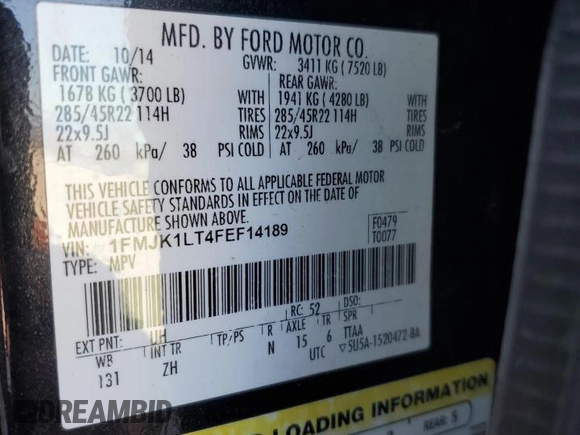 MFD. BY FORD MOTOR CO.
DATE: 10/14 GVWR: 3411 KG ( 7520 LB)
FRONT GAWR: REAR GAWR:
1678 KG ( 3700 LB) WITH 1941 KG ( 4280 LB) WITH
285/45R22 114H TIRES 285/45R22 114H TIRES
22x9.5J RIMS 22x9.5J RIMS
AT 260 kPa/ 38 PSI COLD AT 260 kPa/ 38 PSI COLD
THIS VEHICLE CONFORMS TO ALL APPLICABLE FEDERAL MOTOR
VEHICLE SAFETY STANDARDS IN EFFECT ON THE DATE OF
MANUFACTURE SHOWN ABOVE.
VIN: 1FMJK1LT4FEF14189 F0479
TYPE: MPV T0077
EXT PNT: UH RC: 52 DSO:
WB INT TR TP/PS R AXLE TR SPR
131 ZH N 15 6 TTAA
UTC ▽5U5A-1520472-BA
LOADING INFORMATION
REAR: 5
DREAMBID